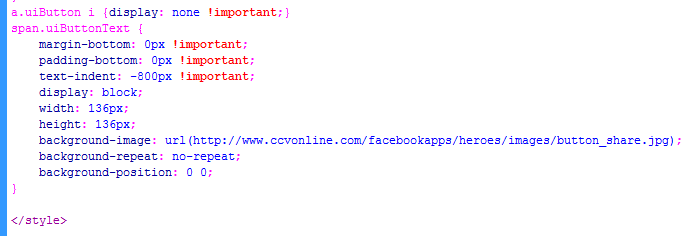 a.uiButton i {display: none !important;}
span.uiButtonText {
margin-bottom: 0px !important;
padding-bottom: 0px !important;
text-indent: -800px !important;
display: block;
width: 136px;
height: 136px;
background-image: url(http://www.ccvonline.com/facebookapps/heroes/images/button_share.jpg);
background-repeat: no-repeat;
background-position: 0 0;
}
</style>